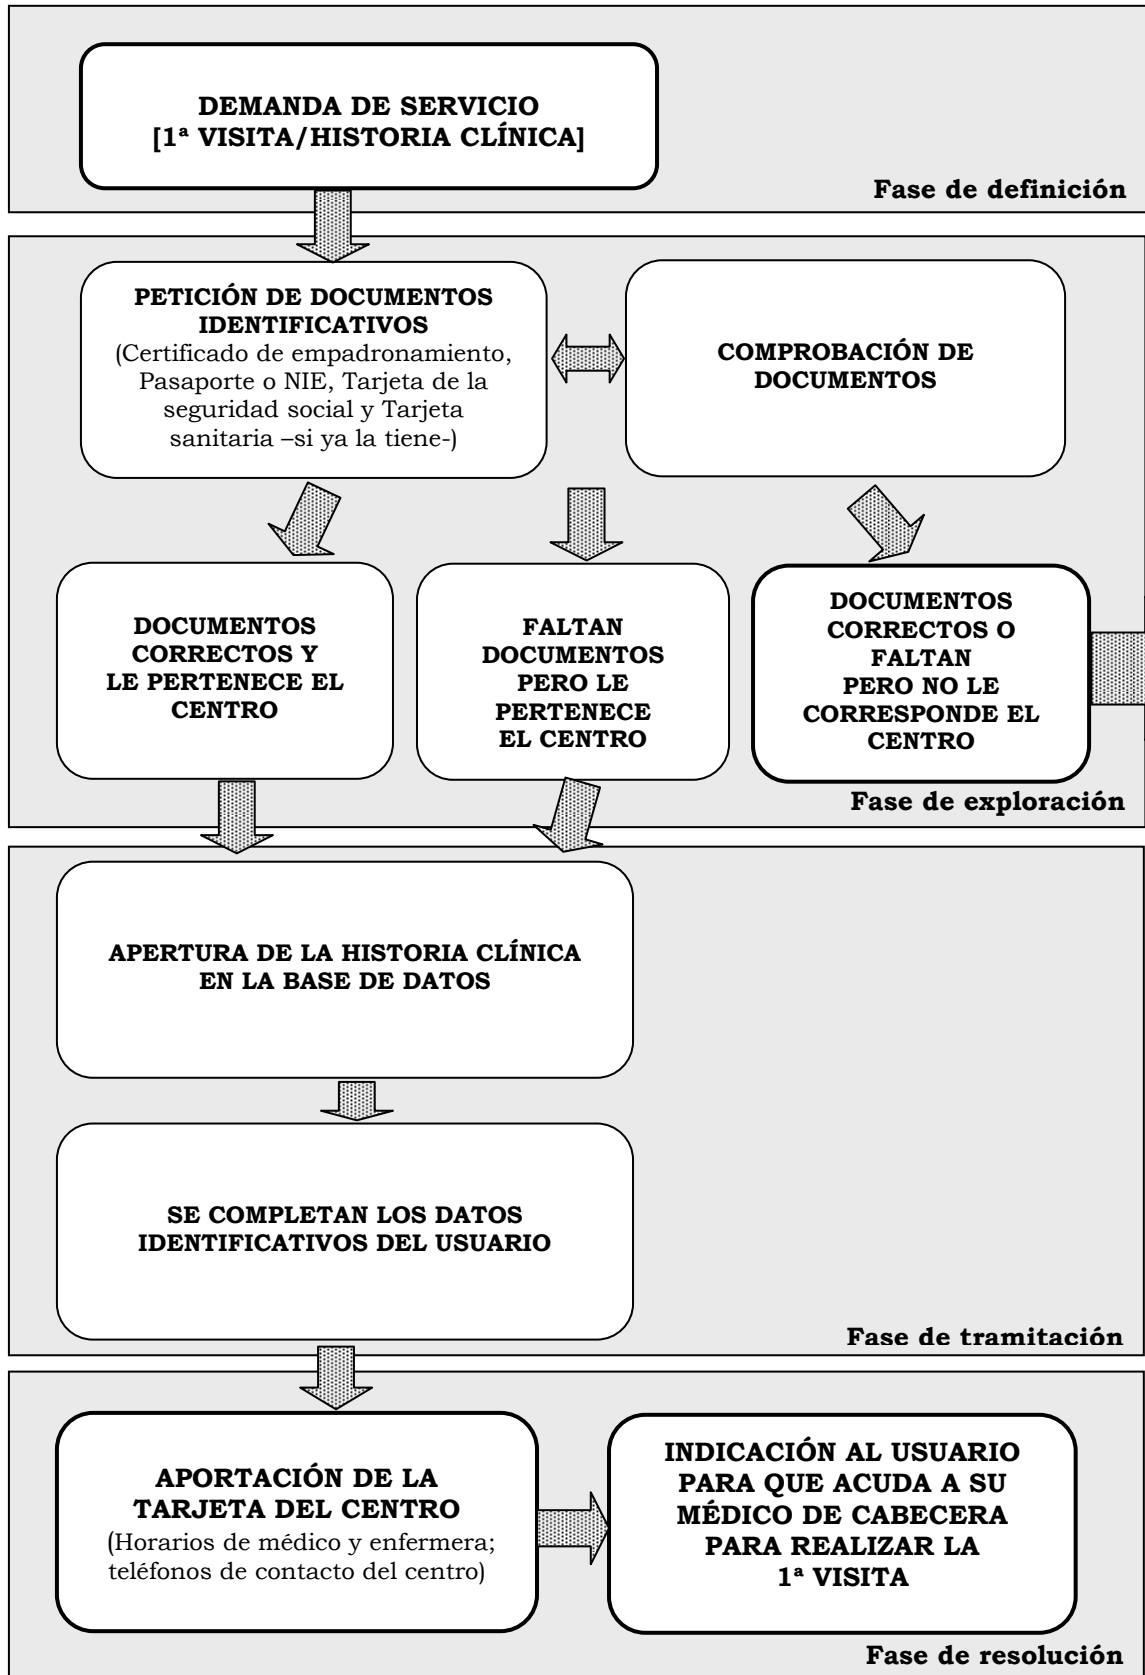 DEMANDA DE SERVICIO
[1ª VISITA/HISTORIA CLÍNICA]
Fase de definición
PETICIÓN DE DOCUMENTOS
IDENTIFICATIVOS
(Certificado de empadronamiento,
Pasaporte o NIE, Tarjeta de la
seguridad social y Tarjeta
sanitaria –si ya la tiene-)
COMPROBACIÓN DE
DOCUMENTOS
DOCUMENTOS
CORRECTOS Y
LE PERTENECE EL
CENTRO
FALTAN
DOCUMENTOS
PERO LE
PERTENECE
EL CENTRO
DOCUMENTOS
CORRECTOS O
FALTAN
PERO NO LE
CORRESPONDE EL
CENTRO
Fase de exploración
APERTURA DE LA HISTORIA CLÍNICA
EN LA BASE DE DATOS
SE COMPLETAN LOS DATOS
IDENTIFICATIVOS DEL USUARIO
Fase de tramitación
APORTACIÓN DE LA
TARJETA DEL CENTRO
(Horarios de médico y enfermera;
teléfonos de contacto del centro)
INDICACIÓN AL USUARIO
PARA QUE ACUDA A SU
MÉDICO DE CABECERA
PARA REALIZAR LA
1ª VISITA
Fase de resolución